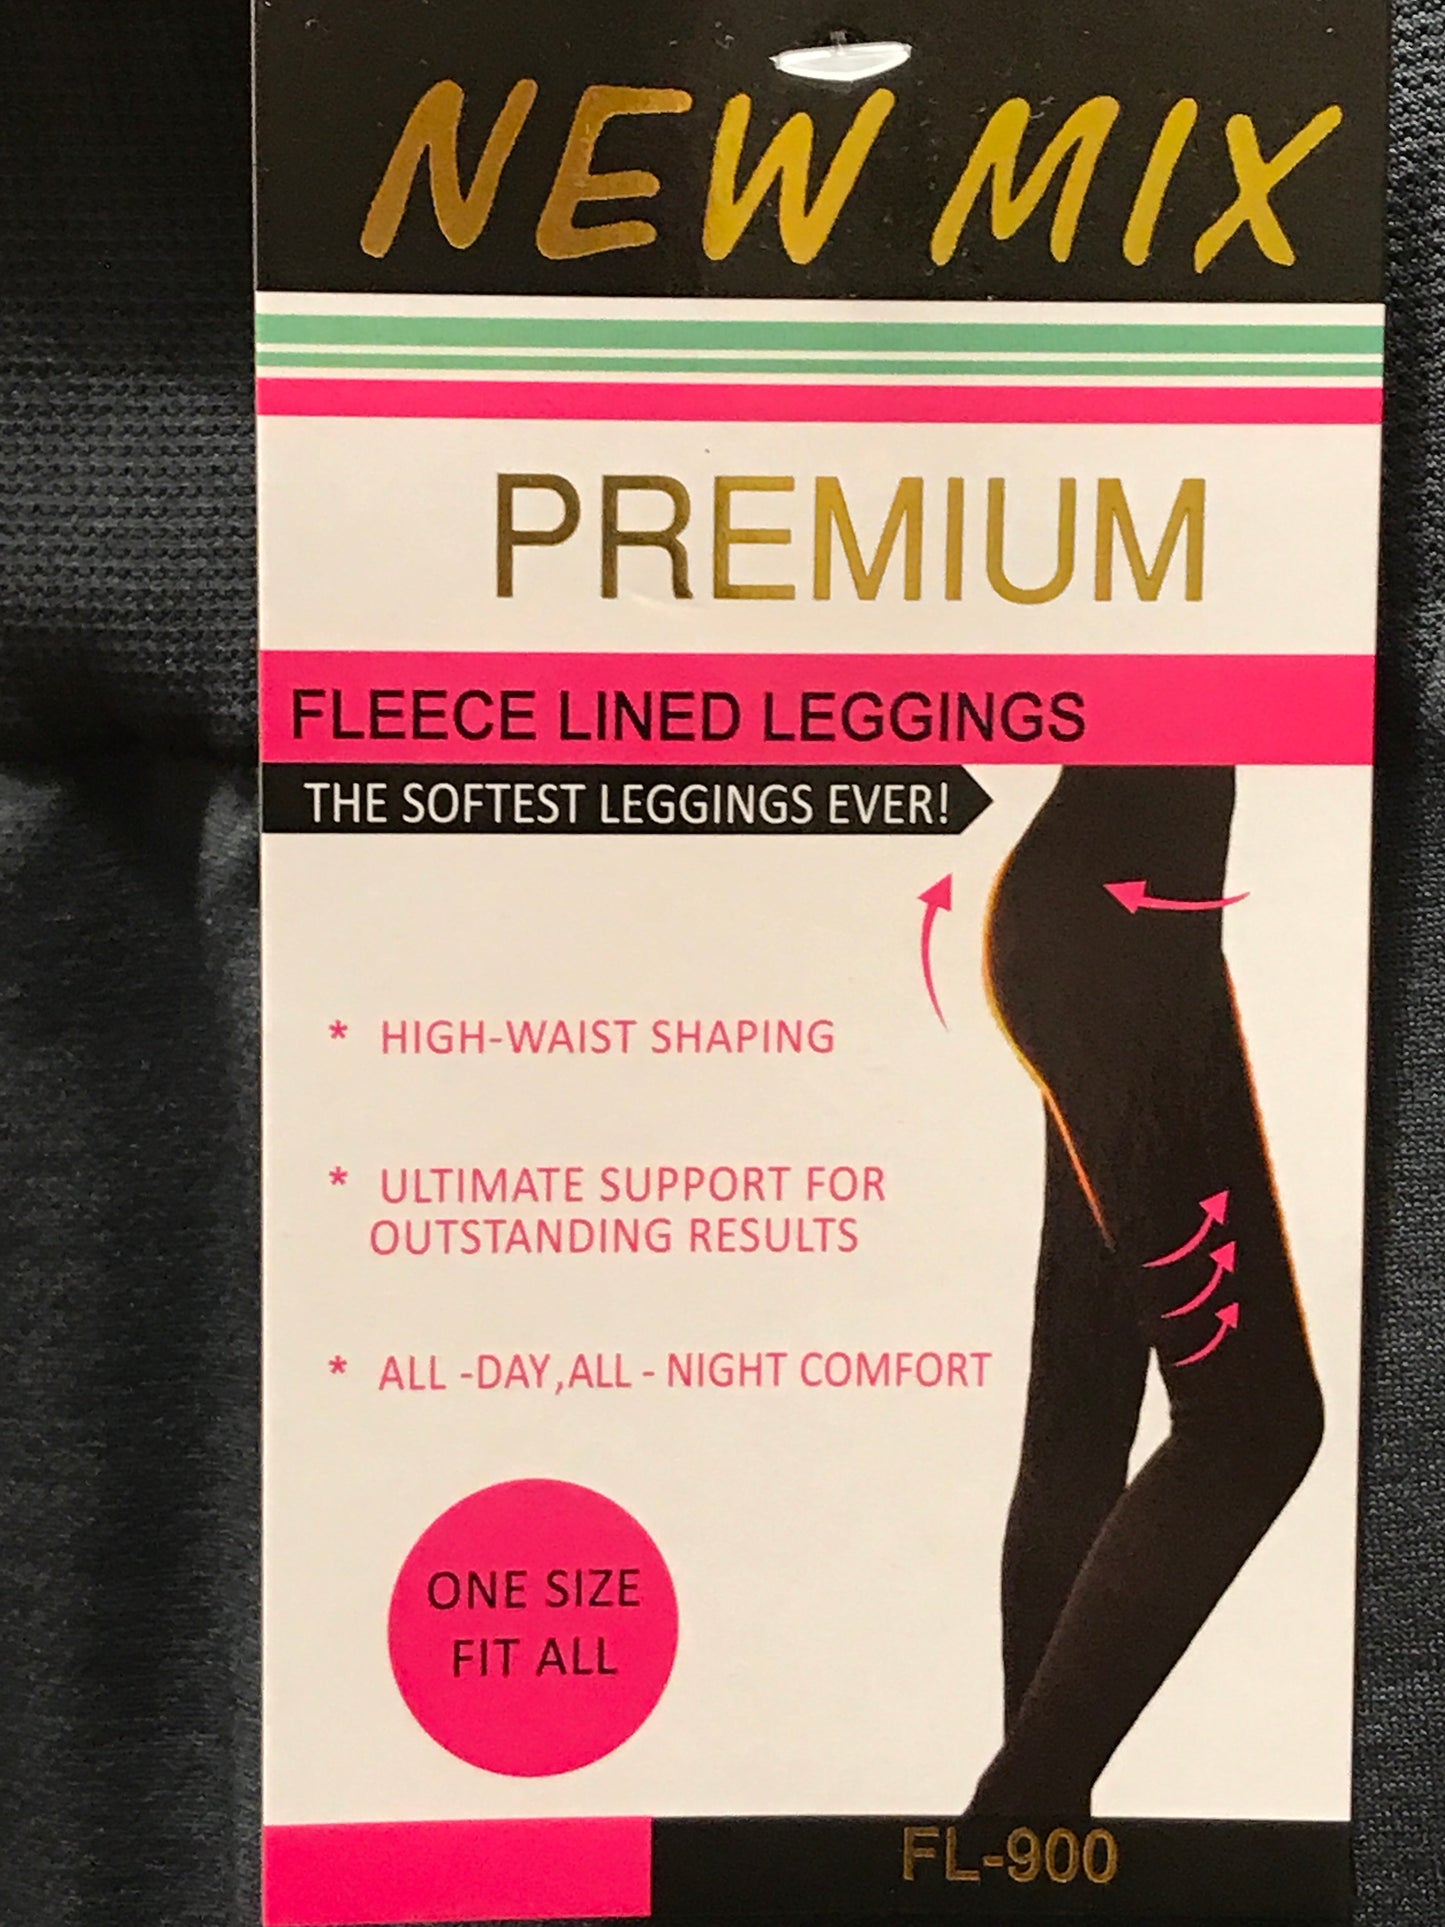 NEW MIX
PREMIUM
FLEECE LINED LEGGINGS
THE SOFTEST LEGGINGS EVER!
* HIGH-WAIST SHAPING
* ULTIMATE SUPPORT FOR
OUTSTANDING RESULTS
* ALL -DAY,ALL - NIGHT COMFORT
ONE SIZE
FIT ALL
FL-900